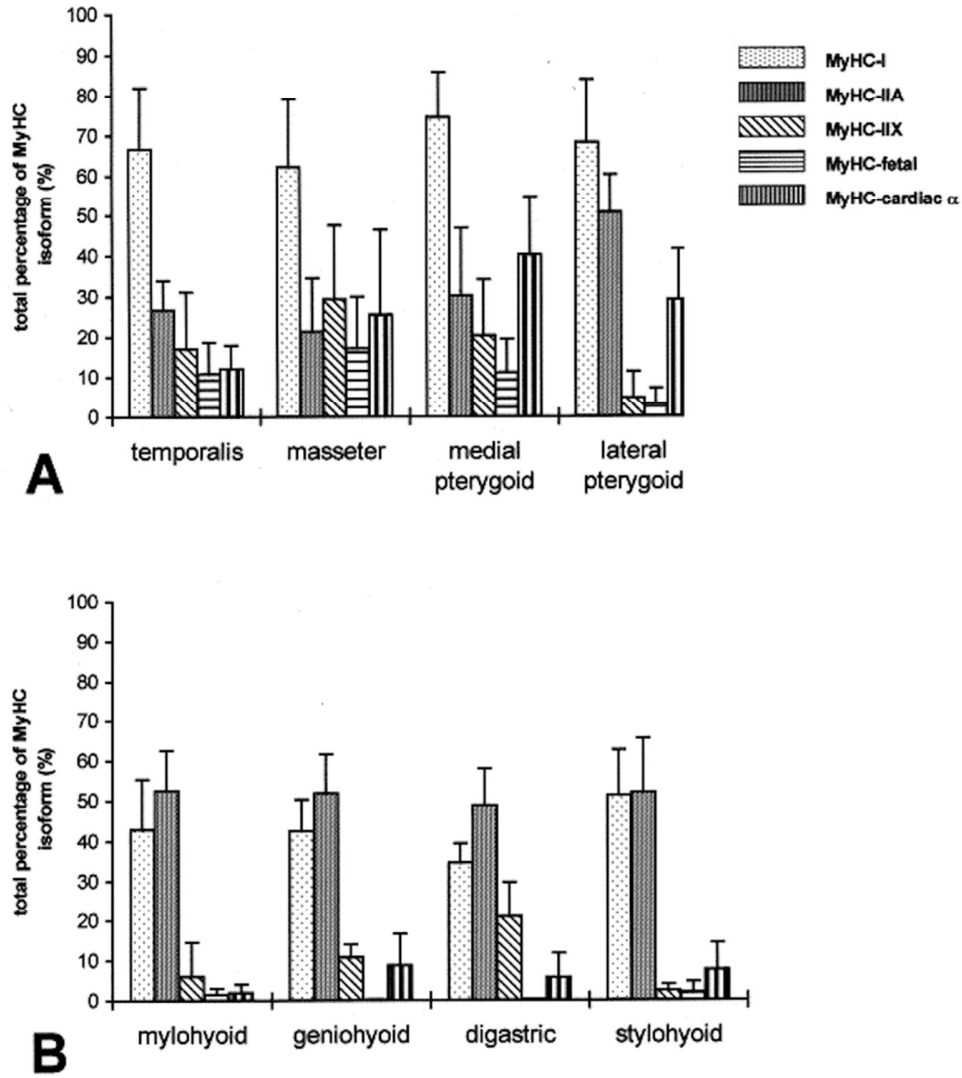 100
90
80
70
60
50
40
30
20
10
0
total percentage of MyHC
isoform (%)
MyHC-I
MyHC-IIA
MyHC-IIX
MyHC-fetal
MyHC-cardiac α
temporalis
masseter
medial
pterygoid
lateral
pterygoid
A
100
90
80
70
60
50
40
30
20
10
0
total percentage of MyHC
isoform (%)
mylohyoid
geniohyoid
digastric
stylohyoid
B